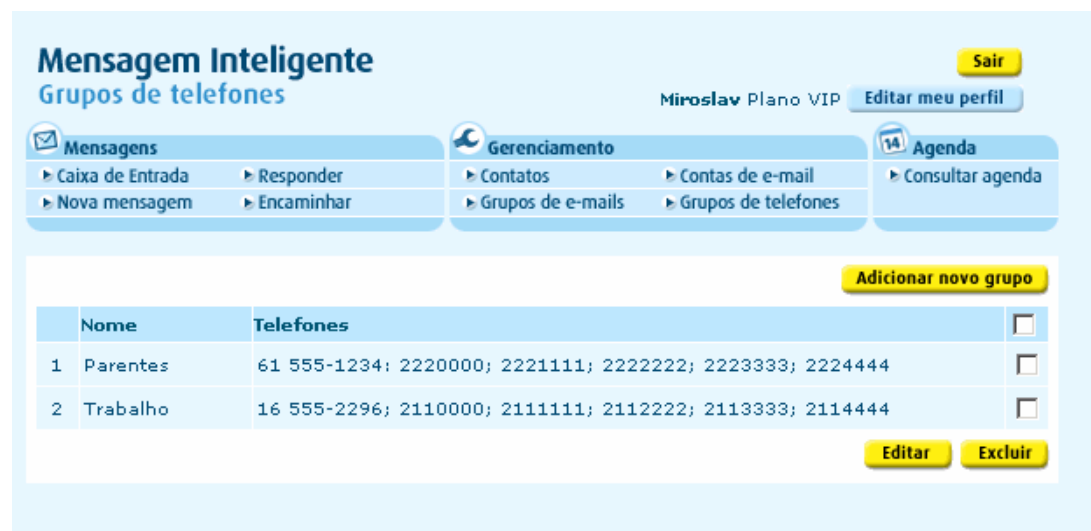 Mensagem Inteligente
Sair
Grupos de telefones
Miroslav Plano VIP Editar meu perfil
Mensagens
Caixa de Entrada Responder
Nova mensagem Encaminhar
Gerenciamento
Contatos Contas de e-mail
Grupos de e-mails Grupos de telefones
14 Agenda
Consultar agenda
Adicionar novo grupo
Nome Telefones
1 Parentes 61 555-1234; 2220000; 2221111; 2222222; 2223333; 2224444
2 Trabalho 16 555-2296; 2110000; 2111111; 2112222; 2113333; 2114444
Editar Excluir